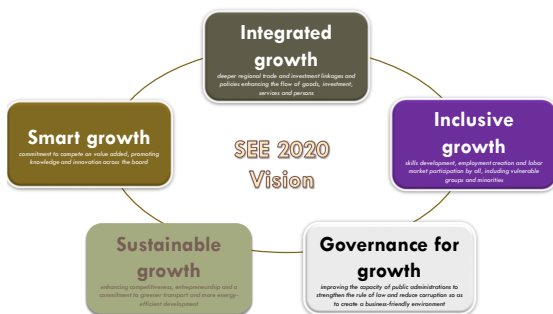 Integrated
growth
deeper regional trade and investment linkages and
policies enhancing the flow of goods, investment,
services and persons
Smart growth
commitment to compete on value added, promoting
knowledge and innovation across the board
SEE 2020
Vision
Inclusive
growth
skills development, employment creation and labor
market participation by all, including vulnerable
groups and minorities
Sustainable
growth
enhancing competitiveness, entrepreneurship and a
commitment to greener transport and more energy-
efficient development
Governance for
growth
improving the capacity of public administrations to
strengthen the rule of law and reduce corruption so as
to create a business-friendly environment